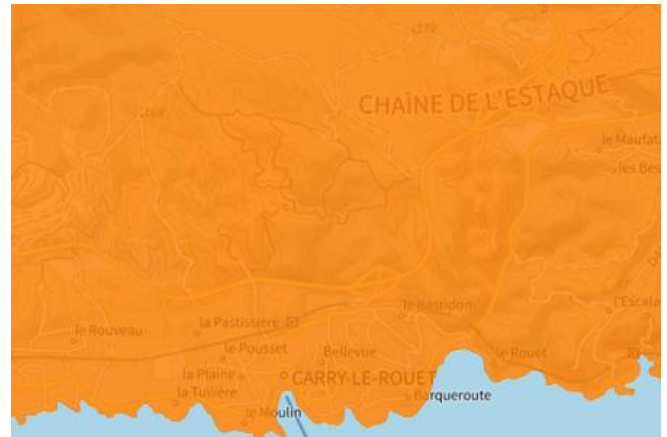 CHAÎNE DE L'ESTAQUE
le Maufata
les Bes
l'Escala
le Bastidon
la Pastissière
le Rouveau
le Pousset
Bellevue
le Rouet
la Plaine
CARRY-LE-ROUET
la Tuilière
Barqueroute
le Moulin